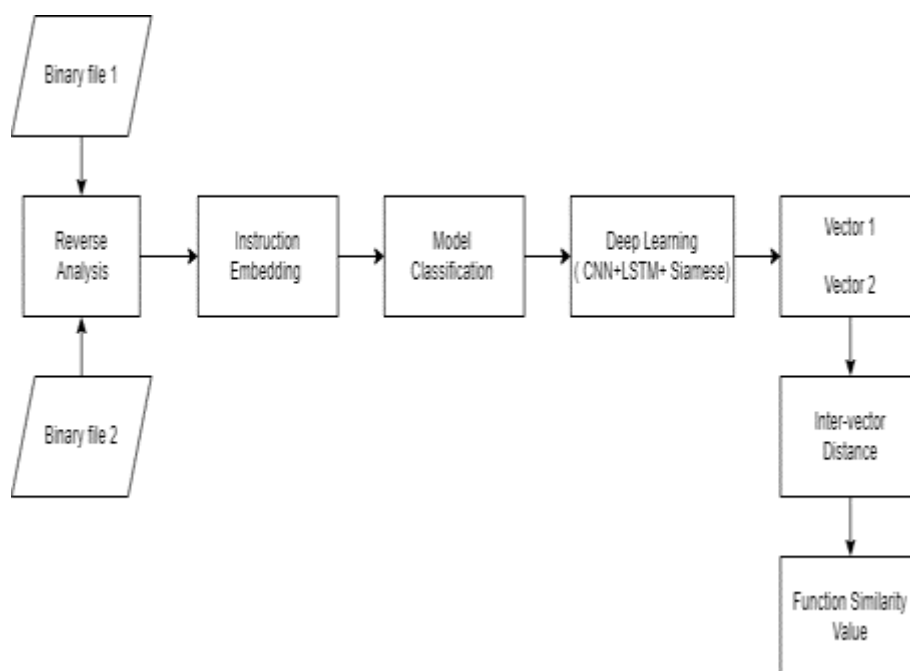 Binary file 1
Reverse
Analysis
Instruction
Embedding
Model
Classification
Deep Learning
( CNN+LSTM+ Siamese)
Vector 1
Vector 2
Binary file 2
Inter-vector
Distance
Function Similarity
Value